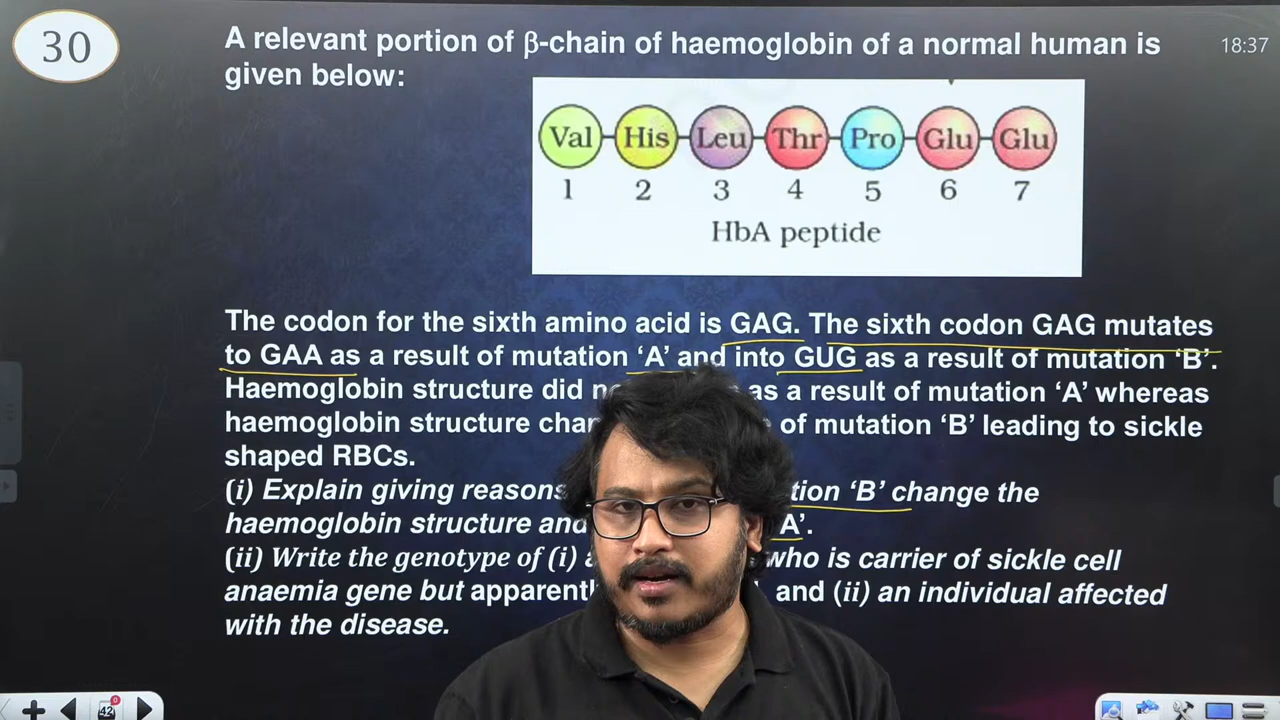 30
A relevant portion of β-chain of haemoglobin of a normal human is
18:37
given below:
Val His Leu Thr Pro Glu Glu
1 2 3 4 5 6 7
HbA peptide
The codon for the sixth amino acid is GAG. The sixth codon GAG mutates
to GAA as a result of mutation ‘A’ and into GUG as a result of mutation ‘B’.
Haemoglobin structure did as a result of mutation ‘A’ whereas
haemoglobin structure of mutation ‘B’ leading to sickle
shaped RBCs.
(i) Explain giving reasons ‘B’ change the
haemoglobin structure and A’.
(ii) Write the genotype of (i) who is carrier of sickle cell
anaemia gene but and (ii) an individual affected
with the disease.
42
0